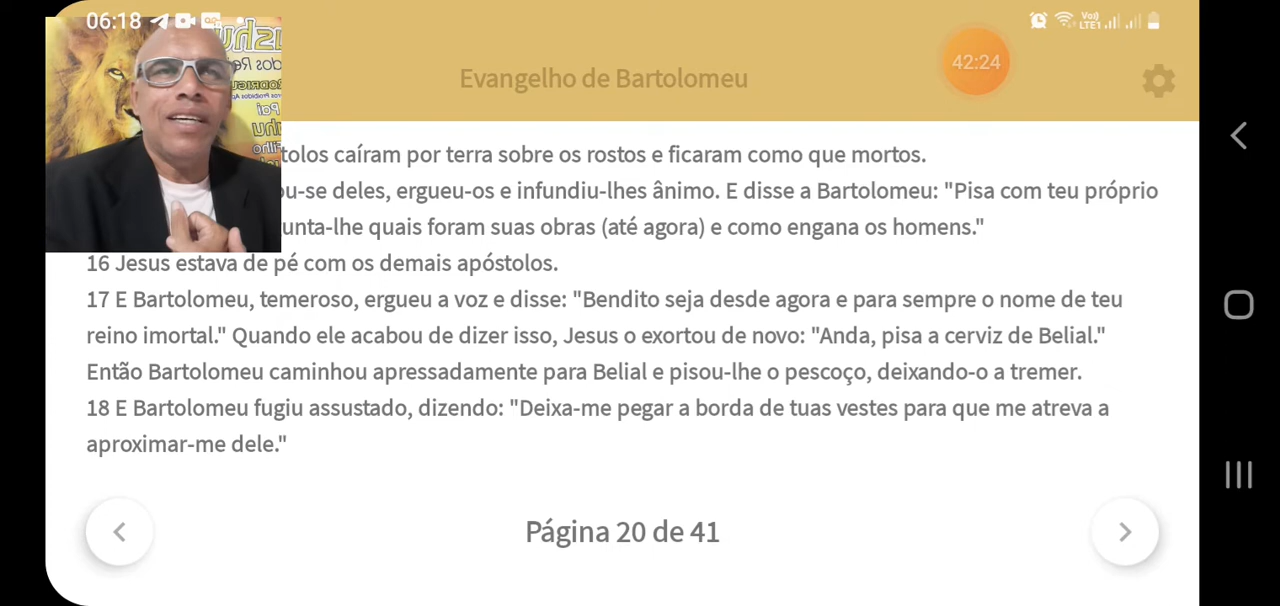 06:18
Vo))
LTE1
42:24
Evangelho de Bartolomeu
tolos caíram por terra sobre os rostos e ficaram como que mortos.
ou-se deles, ergueu-os e infundiu-lhes ânimo. E disse a Bartolomeu: "Pisa com teu próprio
unta-lhe quais foram suas obras (até agora) e como engana os homens."
16 Jesus estava de pé com os demais apóstolos.
17 E Bartolomeu, temeroso, ergueu a voz e disse: "Bendito seja desde agora e para sempre o nome de teu
reino imortal." Quando ele acabou de dizer isso, Jesus o exortou de novo: "Anda, pisa a cerviz de Belial."
Então Bartolomeu caminhou apressadamente para Belial e pisou-lhe o pescoço, deixando-o a tremer.
18 E Bartolomeu fugiu assustado, dizendo: "Deixa-me pegar a borda de tuas vestes para que me atreva a
aproximar-me dele."
Página 20 de 41